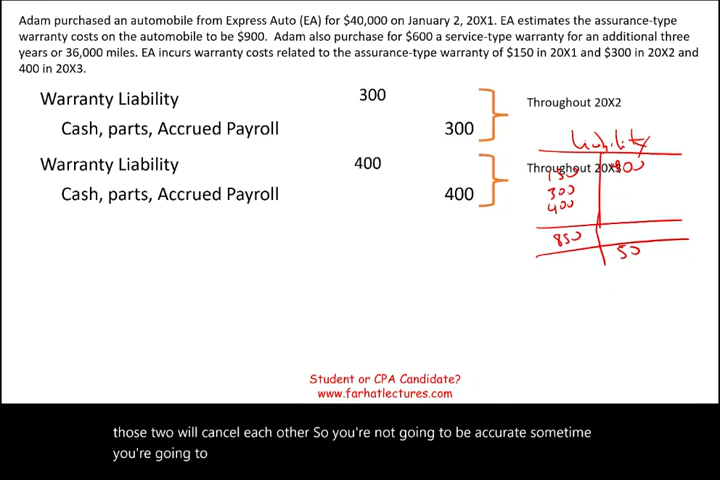 Adam purchased an automobile from Express Auto (EA) for $40,000 on January 2, 20X1. EA estimates the assurance-type
warranty costs on the automobile to be $900. Adam also purchase for $600 a service-type warranty for an additional three
years or 36,000 miles. EA incurs warranty costs related to the assurance-type warranty of $150 in 20X1 and $300 in 20X2 and
400 in 20X3.
Warranty Liability 300
Throughout 20X2
Cash, parts, Accrued Payroll 300
Liability
Warranty Liability 400
Throughout 20X3
150 900
300
Cash, parts, Accrued Payroll 400
400
850
50
Student or CPA Candidate?
www.farhatlectures.com
those two will cancel each other So you're not going to be accurate sometime
you're going to